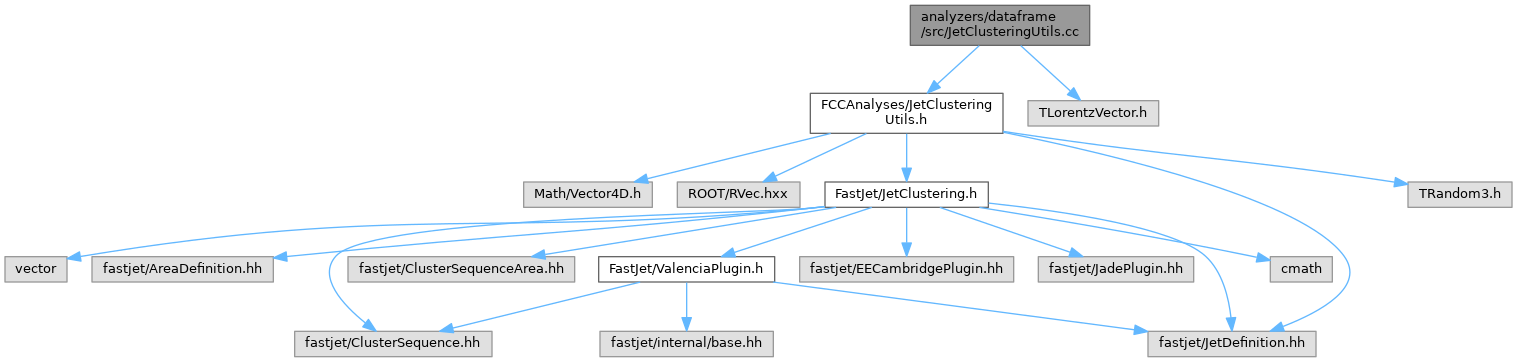 analyzers/dataframe
/src/JetClusteringUtils.cc
FCCAnalyses/JetClustering
Utils.h
TLorentzVector.h
Math/Vector4D.h
ROOT/RVec.hxx
FastJet/JetClustering.h
TRandom3.h
vector
fastjet/AreaDefinition.hh
fastjet/ClusterSequenceArea.hh
FastJet/ValenciaPlugin.h
fastjet/EECambridgePlugin.hh
fastjet/JadePlugin.hh
cmath
fastjet/ClusterSequence.hh
fastjet/internal/base.hh
fastjet/JetDefinition.hh